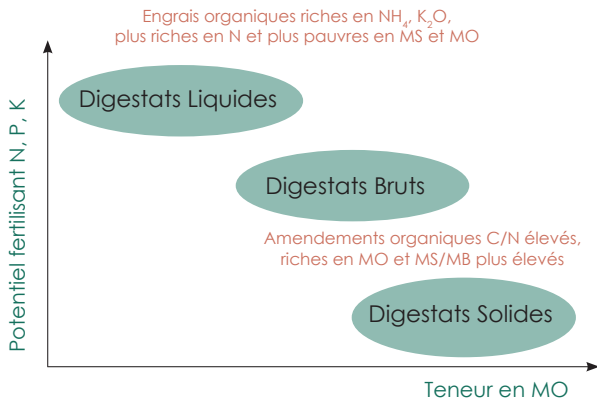 Engrais organiques riches en NH₄, K₂O,
plus riches en N et plus pauvres en MS et MO
Potentiel fertilisant N, P, K
Digestats Liquides
Digestats Bruts
Amendements organiques C/N élevés,
riches en MO et MS/MB plus élevés
Digestats Solides
Teneur en MO